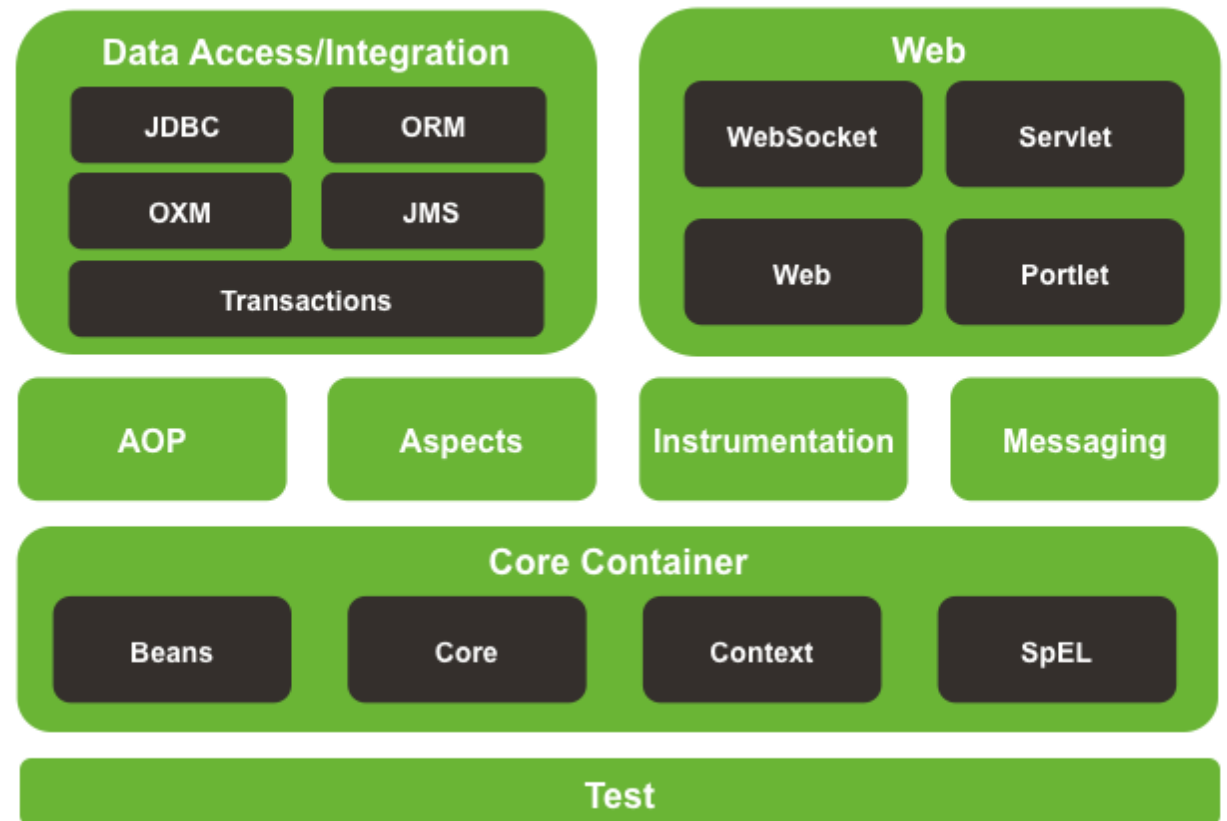 Data Access/Integration
JDBC
ORM
OXM
JMS
Transactions
Web
WebSocket
Servlet
Web
Portlet
AOP
Aspects
Instrumentation
Messaging
Core Container
Beans
Core
Context
SpEL
Test